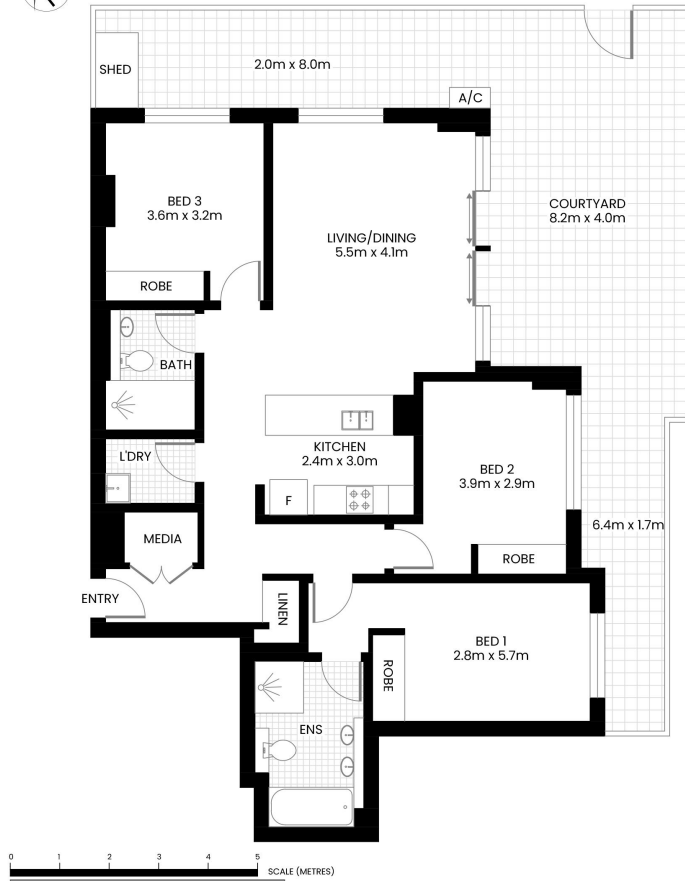 SHED
2.0m x 8.0m
A/C
BED 3
3.6m x 3.2m
COURTYARD
8.2m x 4.0m
LIVING/DINING
5.5m x 4.1m
ROBE
BATH
KITCHEN
2.4m x 3.0m
L'DRY
BED 2
3.9m x 2.9m
F
6.4m x 1.7m
MEDIA
ROBE
ENTRY
LINEN
BED 1
2.8m x 5.7m
ROBE
ENS
0 1 2 3 4 5
SCALE (METRES)